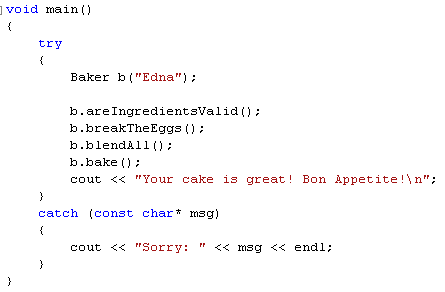 void main()
{
try
{
Baker b("Edna");
b.areIngredientsValid();
b.breakTheEggs();
b.blendAll();
b.bake();
cout << "Your cake is great! Bon Appetite!\n";
}
catch (const char* msg)
{
cout << "Sorry: " << msg << endl;
}
}